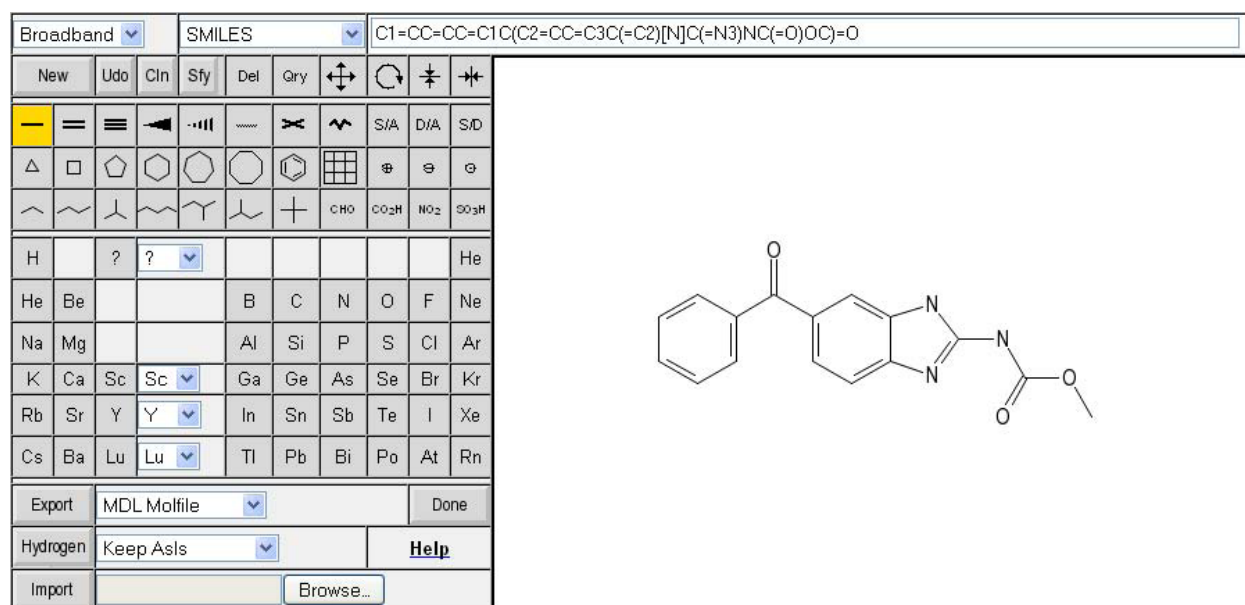 Broadband SMILES C1=CC=CC=C1C(C2=CC=C3C(=C2)[N]C(=N3)NC(=O)OC)=O
New Udo Cln Sfy Del Qry
S/A D/A S/D
CHO CO2H NO2 SO3H
H ? ? He
He Be B C N O F Ne
Na Mg Al Si P S Cl Ar
K Ca Sc Sc Ga Ge As Se Br Kr
Rb Sr Y Y In Sn Sb Te I Xe
Cs Ba Lu Lu Tl Pb Bi Po At Rn
Export MDL Molfile Done
Hydrogen Keep AsIs Help
Import Browse...
O
N
N
N
O
O